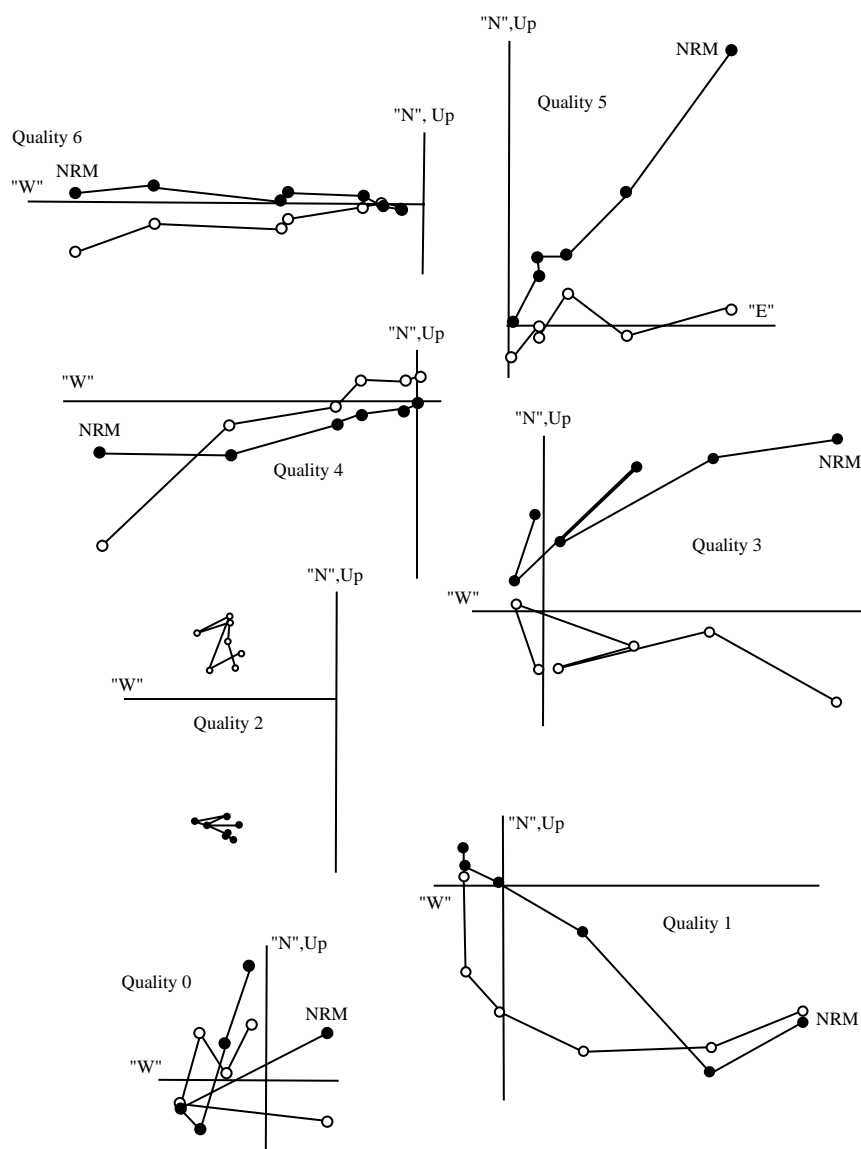 "N",Up
NRM
Quality 5
"E"
"N", Up
Quality 6
NRM
"W"
"N",Up
"W"
NRM
Quality 4
"N",Up
NRM
Quality 3
"W"
"N",Up
"W"
Quality 2
"N",Up
"W"
Quality 1
NRM
"N",Up
Quality 0
NRM
"W"